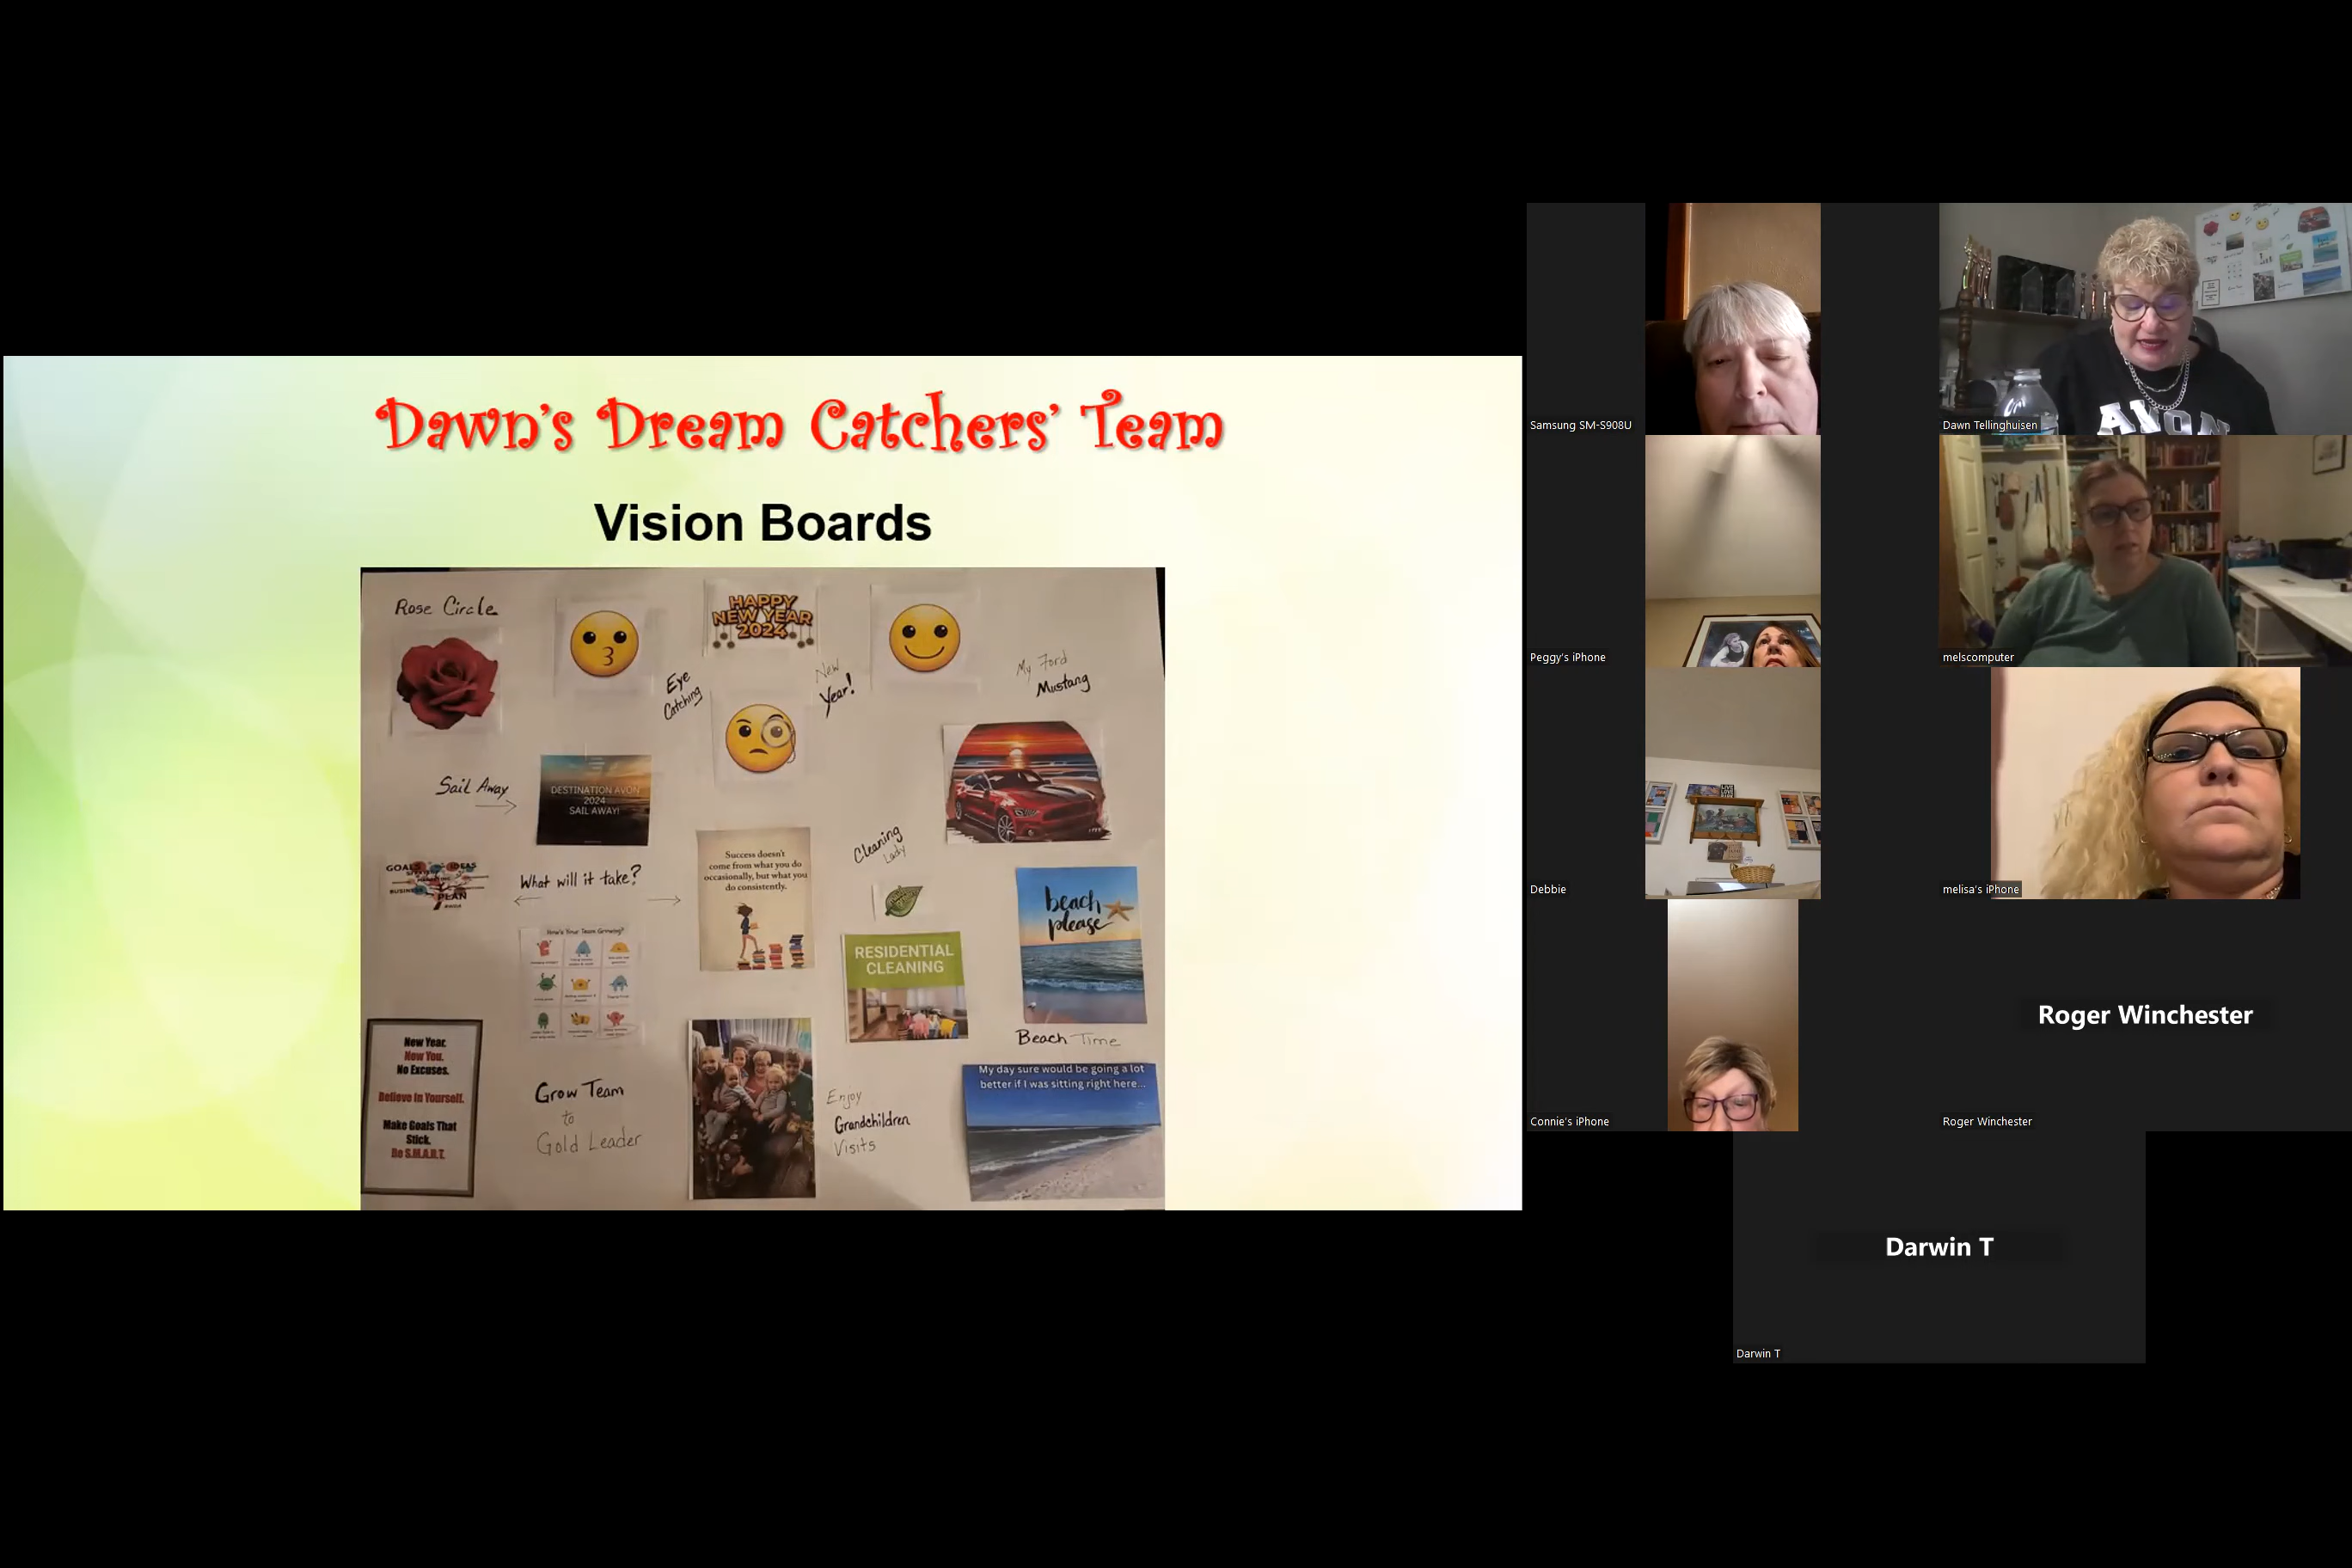 Dawn's Dream Catchers' Team
Vision Boards
Rose Circle
HAPPY
NEW YEAR
2024
Eye
Catching
New
Year!
My Ford
Mustang
Sail Away
DESTINATION AVON
2024
SAIL AWAY!
GOALS
IDEAS
BUSINESS
PLAN
What will it take?
Success doesn't
come from what you do
occasionally, but what you
do consistently.
Cleaning
Lady
RESIDENTIAL
CLEANING
beach
please
Beach Time
How's Your Team Growing?
New Year.
New You.
No Excuses.
Believe In Yourself.
Make Goals That
Stick.
Be S.M.A.R.T.
Grow Team
to
Gold Leader
Enjoy
Grandchildren
Visits
My day sure would be going a lot
better if I was sitting right here...
Samsung SM-S908U
AVON
Dawn Tellinghuisen
Peggy's iPhone
melscomputer
Debbie
melisa's iPhone
Connie's iPhone
Roger Winchester
Roger Winchester
Darwin T
Darwin T